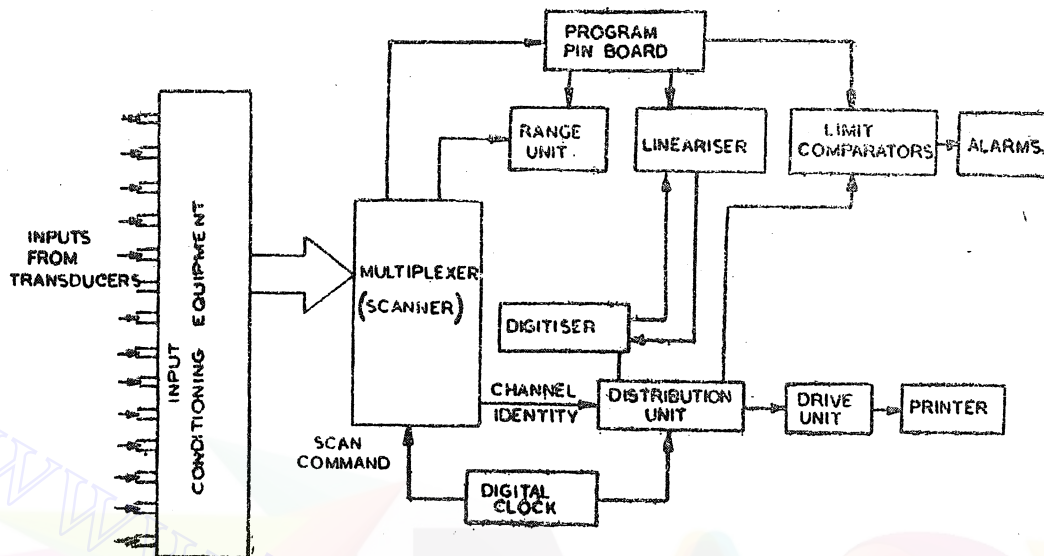 PROGRAM
PIN BOARD
RANGE
UNIT
LINEARISER
LIMIT
COMPARATORS
ALARMS
INPUTS
FROM
TRANSDUCERS
INPUT
CONDITIONING EQUIPMENT
MULTIPLEXER
(SCANNER)
DIGITISER
CHANNEL
IDENTITY
DISTRIBUTION
UNIT
DRIVE
UNIT
PRINTER
SCAN
COMMAND
DIGITAL
CLOCK